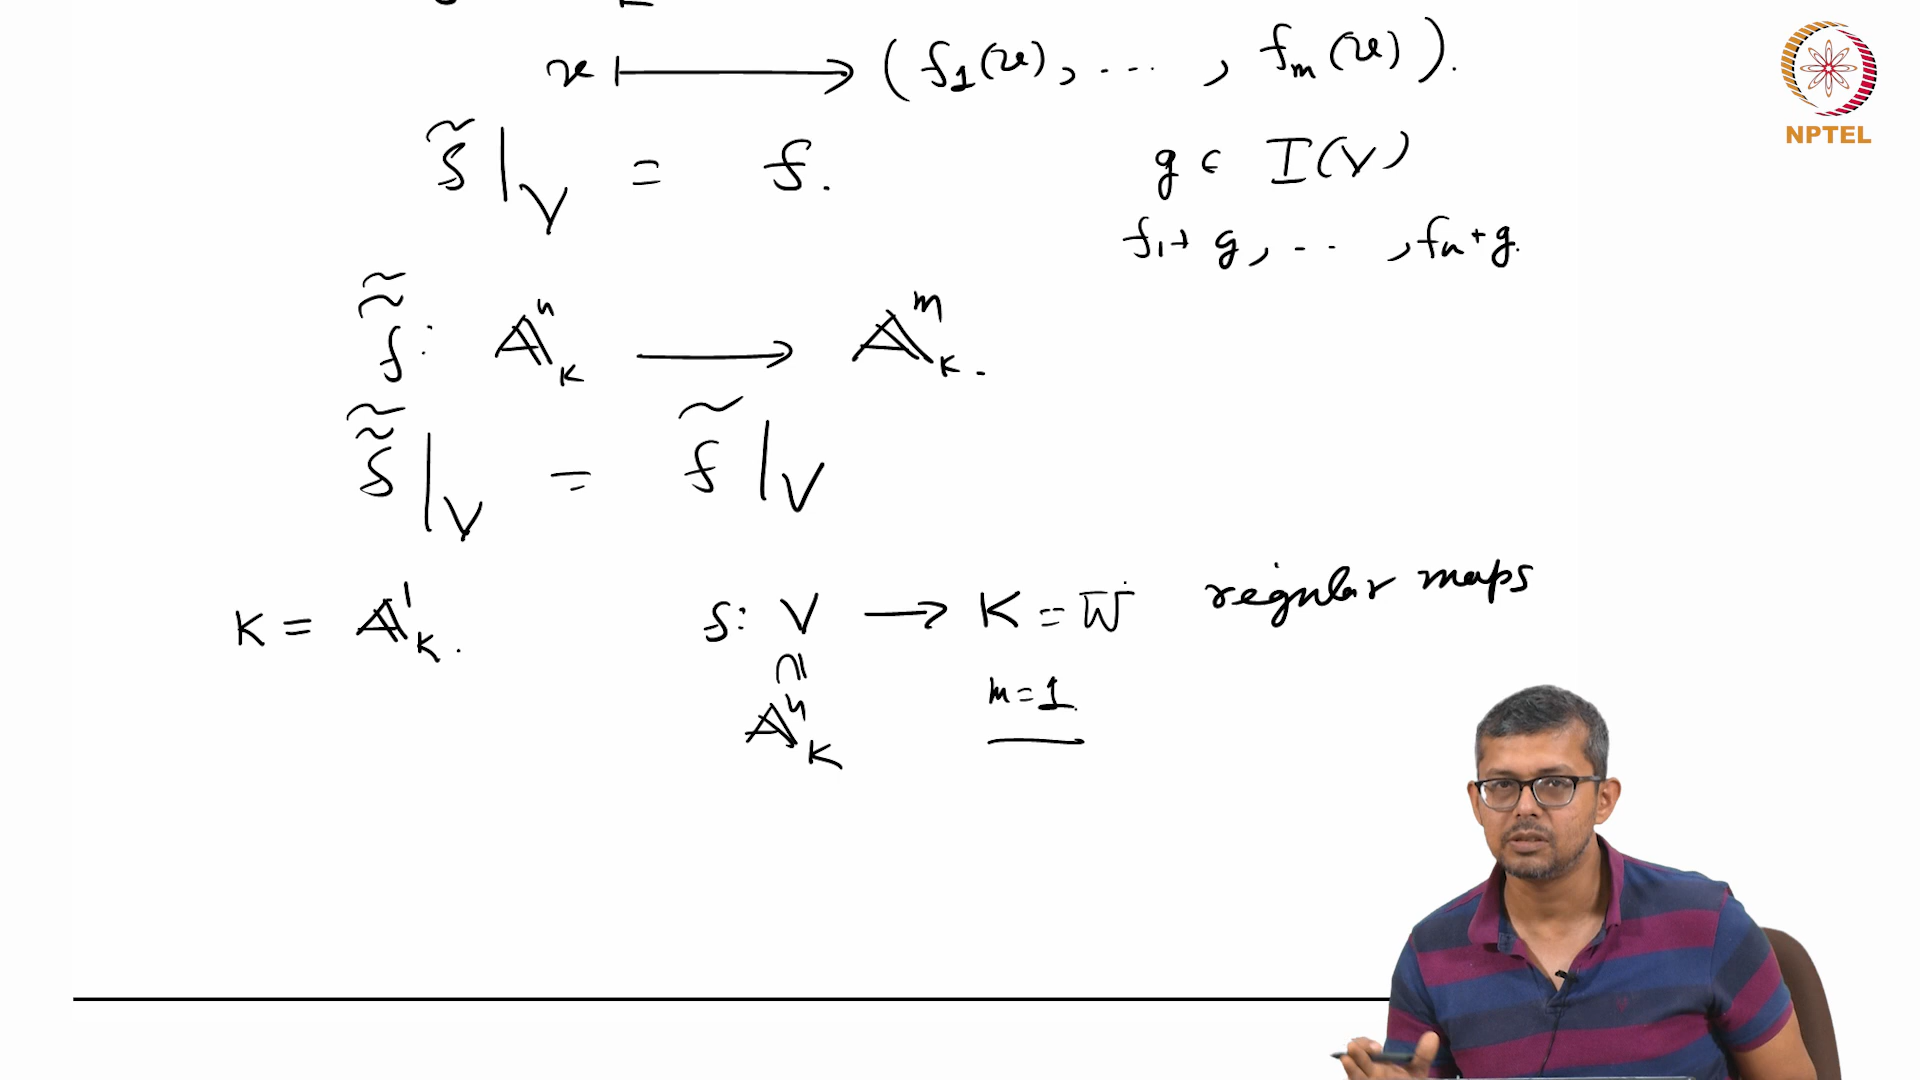 x ⟼ (f₁(x), ... , fₘ(x)).
f̃|_V = f.
g ∈ I(V)
f₁+g, ... , fₙ+g.
f̃̃ : 𝔸ⁿ_K ⟶ 𝔸ᵐ_K.
f̃̃|_V = f̃|_V
K = 𝔸¹_K.
f: V → K = W regular maps
∩|
m=1
𝔸ⁿ_K
NPTEL